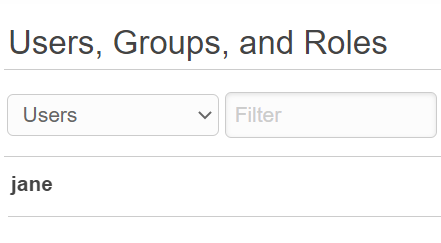 Users, Groups, and Roles
Users Filter
jane